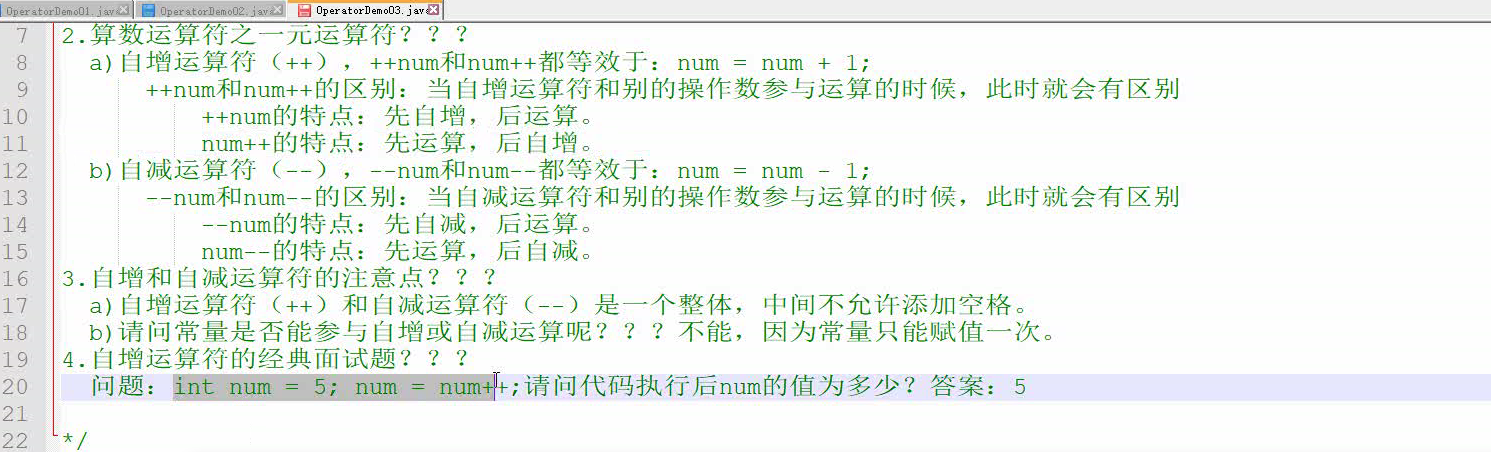 OperatorDemo01.jav OperatorDemo02.jav OperatorDemo03.jav
7 2.算数运算符之一元运算符？？？
8 a)自增运算符（++），++num和num++都等效于：num = num + 1;
9 ++num和num++的区别：当自增运算符和别的操作数参与运算的时候，此时就会有区别
10 ++num的特点：先自增，后运算。
11 num++的特点：先运算，后自增。
12 b)自减运算符（--），--num和num--都等效于：num = num - 1;
13 --num和num--的区别：当自减运算符和别的操作数参与运算的时候，此时就会有区别
14 --num的特点：先自减，后运算。
15 num--的特点：先运算，后自减。
16 3.自增和自减运算符的注意点？？？
17 a)自增运算符（++）和自减运算符（--）是一个整体，中间不允许添加空格。
18 b)请问常量是否能参与自增或自减运算呢？？？不能，因为常量只能赋值一次。
19 4.自增运算符的经典面试题？？？
20 问题：int num = 5; num = num++;请问代码执行后num的值为多少？答案：5
21
22 */